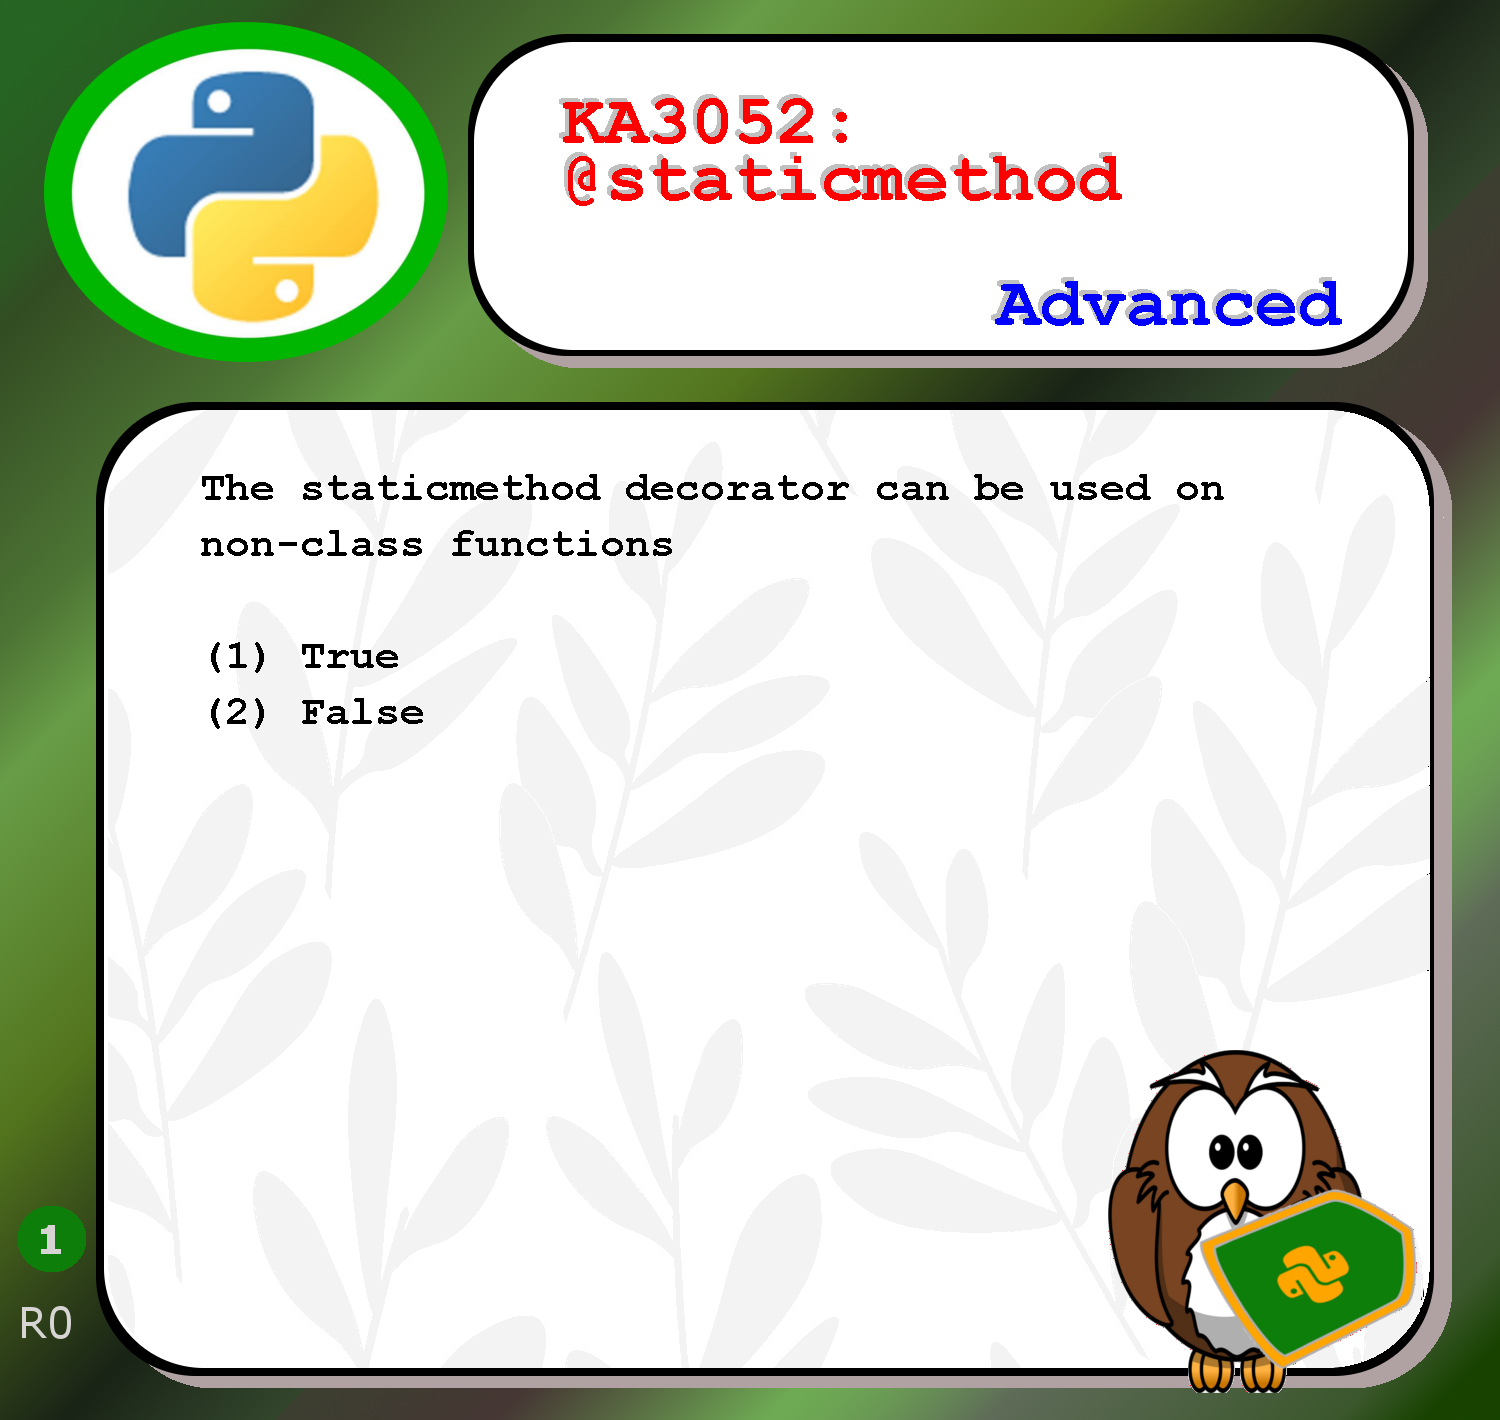 KA3052:
@staticmethod
Advanced
The staticmethod decorator can be used on
non-class functions
(1) True
(2) False
1
R0